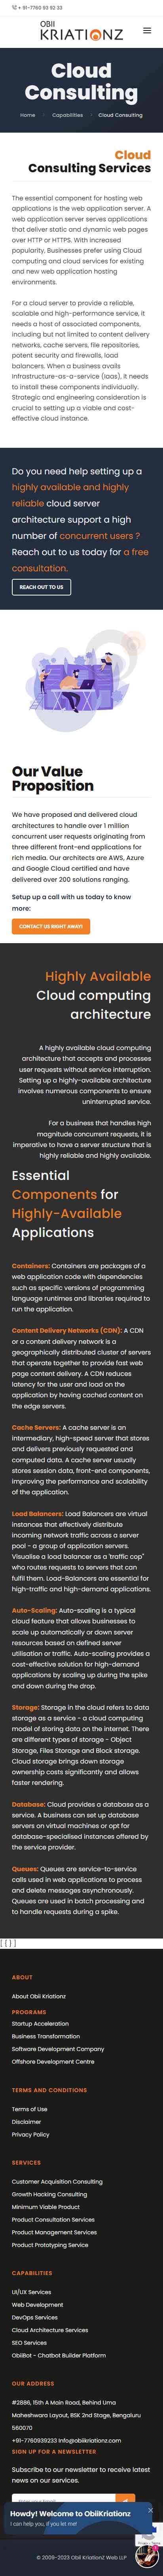 + 91-7760 93 92 33
OBII
KRIATIONZ
Cloud
Consulting
Home
Capabilities
Cloud Consulting
Cloud
Consulting Services
The essential component for hosting web
applications is the web application server. A
web application server serves applications
that deliver static and dynamic web pages
over HTTP or HTTPS. With increased
popularity, Businesses prefer using Cloud
computing and cloud services for existing
and new web application hosting
environments.
For a cloud server to provide a reliable,
scalable and high-performance service, it
needs a host of associated components,
including but not limited to content delivery
networks, cache servers, file repositories,
potent security and firewalls, load
balancers. When a business avails
infrastructure-as-a-service (Iaas), it needs
to install these components individually.
Strategic and engineering consideration is
crucial to setting up a viable and cost-
effective cloud instance.
Do you need help setting up a
highly available and highly
reliable cloud server
architecture support a high
number of concurrent users ?
Reach out to us today for a free
consultation.
REACH OUT TO US
Our Value
Proposition
We have proposed and delivered cloud
architectures to handle over 1 million
concurrent user requests originating from
three different front-end applications for
rich media. Our architects are AWS, Azure
and Google Cloud certified and have
delivered over 200 solutions ranging.
Setup up a call with us today to know
more:
CONTACT US RIGHT AWAY!
Highly Available
Cloud computing
architecture
A highly available cloud computing
architecture that accepts and processes
user requests without service interruption.
Setting up a highly-available architecture
involves numerous components to ensure
uninterrupted service.
For a business that handles high
magnitude concurrent requests, it is
imperative to have a server structure that is
highly reliable and highly available.
Essential
Components for
Highly-Available
Applications
Containers: Containers are packages of a
web application code with dependencies
such as specific versions of programming
language runtimes and libraries required to
run the application.
Content Delivery Networks (CDN): A CDN
or a content delivery network is a
geographically distributed cluster of servers
that operate together to provide fast web
page content delivery. A CDN reduces
latency for the user and load on the
application by having cached content on
the edge servers.
Cache Servers: A cache server is an
intermediary, high-speed server that stores
and delivers previously requested and
computed data. A cache server usually
stores session data, front-end components,
improving the performance and scalability
of the application.
Load Balancers: Load Balancers are virtual
instances that effectively distribute
incoming network traffic across a server
pool - a group of application servers.
Visualise a load balancer as a 'traffic cop"
who routes requests to servers that can
fulfil them. Load-Balancers are essential for
high-traffic and high-demand applications.
Auto-Scaling: Auto-scaling is a typical
cloud feature that allows businesses to
scale up automatically or down server
resources based on defined server
utilisation or traffic. Auto-scaling provides a
cost-effective solution for high-demand
applications by scaling up during the spike
and down during the drop.
Storage: Storage in the cloud refers to data
storage as a service - a cloud computing
model of storing data on the internet. There
are different types of storage - Object
Storage, Files Storage and Block storage.
Cloud storage brings down storage
ownership costs significantly and allows
faster rendering.
Database: Cloud provides a database as a
service. A business can set up database
servers on virtual machines or opt for
database-specialised instances offered by
the service provider.
Queues: Queues are service-to-service
calls used in web applications to process
and delete messages asynchronously.
Queues are used in batch processing and
to handle requests during a spike.
[ { } ]
ABOUT
About Obii Kriationz
PROGRAMS
Startup Acceleration
Business Transformation
Software Development Company
Offshore Development Centre
TERMS AND CONDITIONS
Terms of Use
Disclaimer
Privacy Policy
SERVICES
Customer Acquisition Consulting
Growth Hacking Consulting
Minimum Viable Product
Product Consultation Services
Product Management Services
Product Prototyping Service
CAPABILITIES
UI/UX Services
Web Development
DevOps Services
Cloud Architecture Services
SEO Services
ObiiBot - Chatbot Builder Platform
OUR ADDRESS
#2886, 15th A Main Road, Behind Uma
Maheshwara Layout, BSK 2nd Stage, Bengaluru
560070
+91-7760939233 Info@obiikriationz.com
SIGN UP FOR A NEWSLETTER
Subscribe to our newsletter to receive latest
news on our services.
Howdy! Welcome to ObiiKriationz
I can help you, if you let me!
© 2009-2023 Obii KriationZ Web LLP